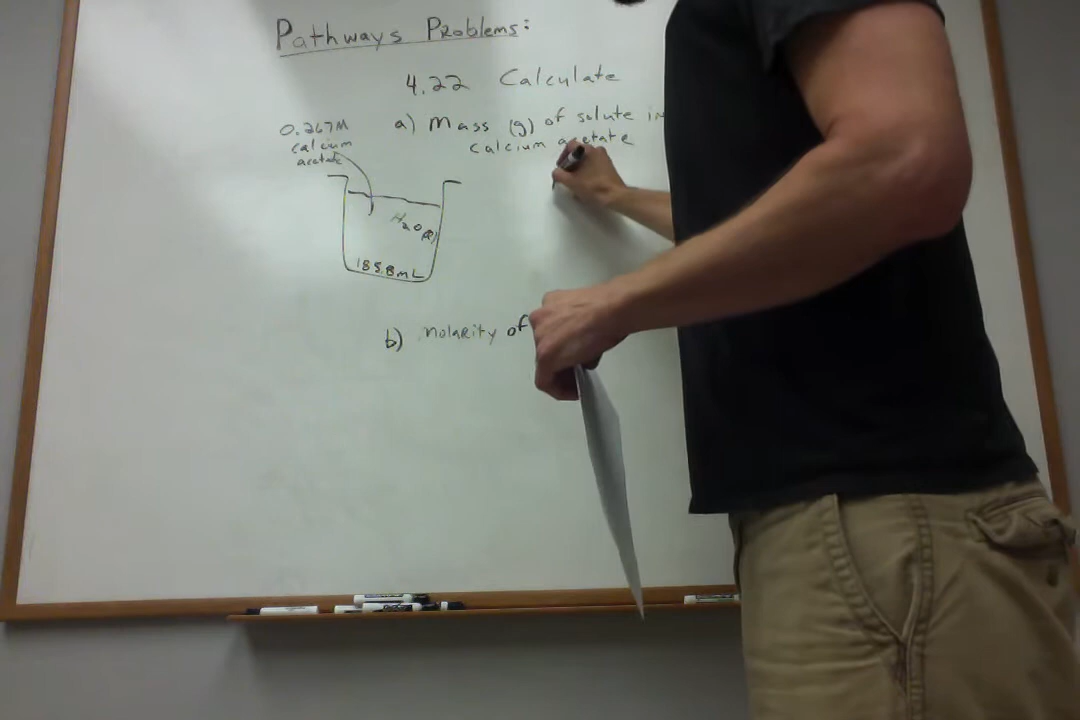 Pathways Problems:
4.22 Calculate
a) Mass (g) of solute in
calcium acetate
0.267M
calcium
acetate
H2O(l)
185.8mL
b) Molarity of